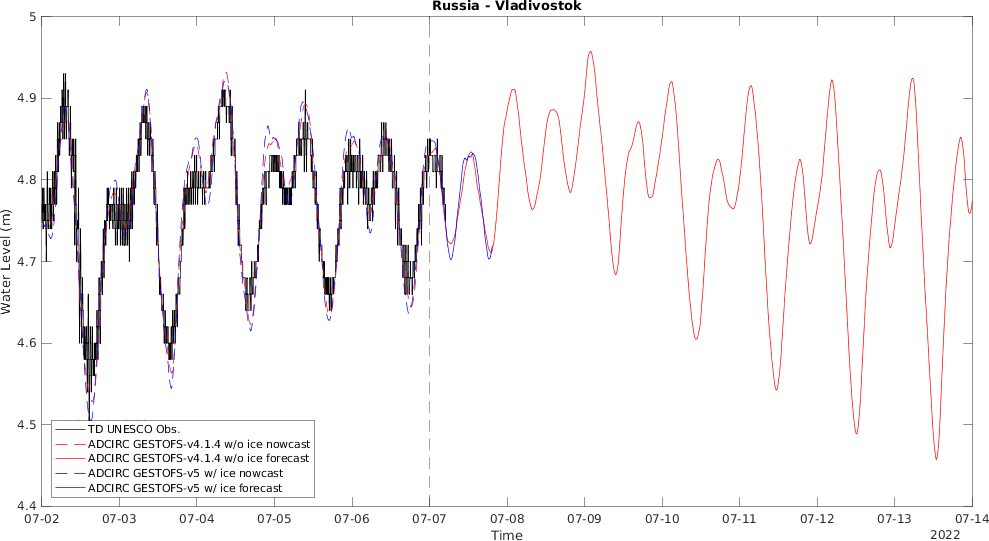 Russia - Vladivostok
Water Level (m)
5
4.9
4.8
4.7
4.6
4.5
4.4
TD UNESCO Obs.
ADCIRC GESTOFS-v4.1.4 w/o ice nowcast
ADCIRC GESTOFS-v4.1.4 w/o ice forecast
ADCIRC GESTOFS-v5 w/ ice nowcast
ADCIRC GESTOFS-v5 w/ ice forecast
07-02 07-03 07-04 07-05 07-06 07-07 07-08 07-09 07-10 07-11 07-12 07-13 07-14
Time
2022